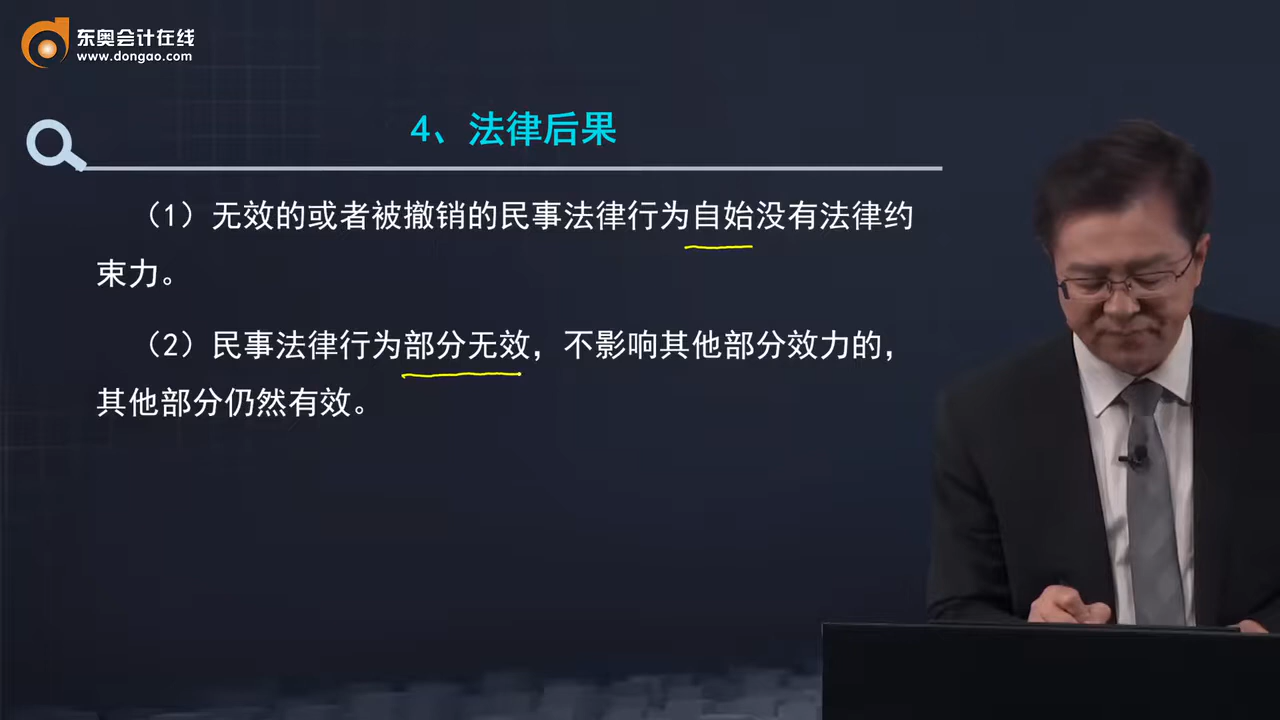 东奥会计在线
www.dongao.com
4、法律后果
（1）无效的或者被撤销的民事法律行为自始没有法律约
束力。
（2）民事法律行为部分无效，不影响其他部分效力的，
其他部分仍然有效。